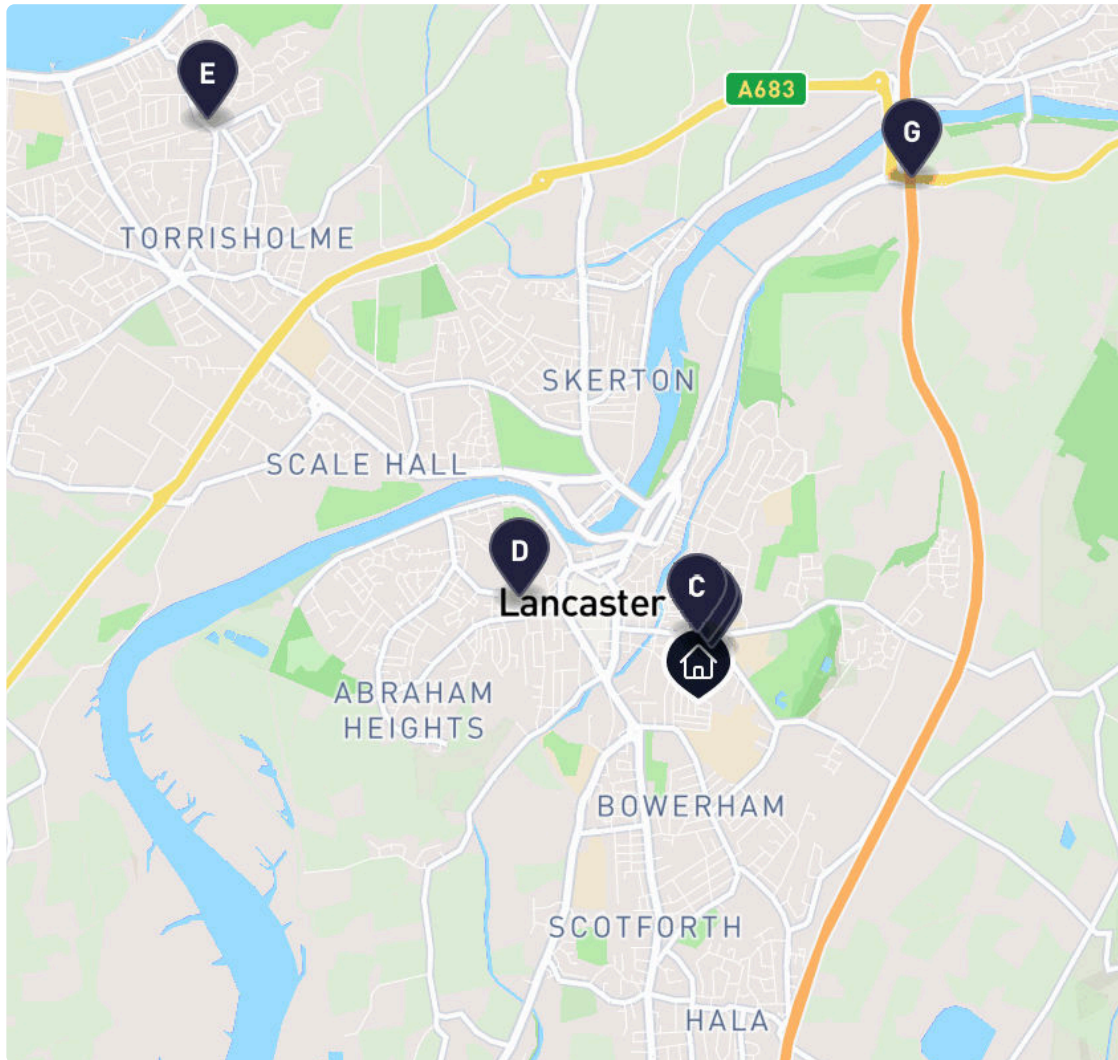 E
A683
G
TORRISHOLME
SKERTON
SCALE HALL
D
C
Lancaster
ABRAHAM
HEIGHTS
BOWERHAM
SCOTFORTH
HALA